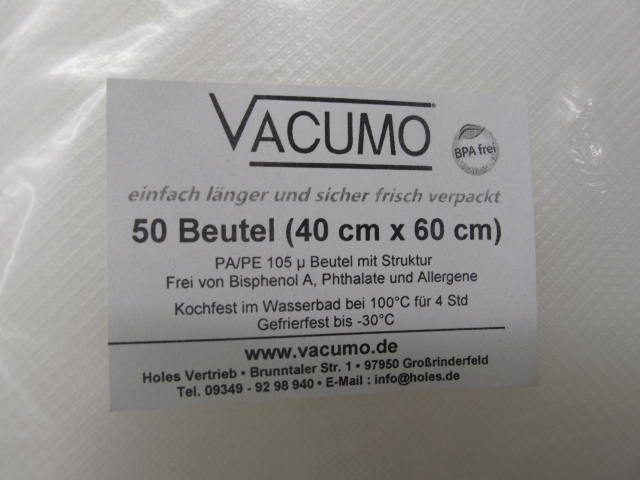 VACUMO®
BPA frei
einfach länger und sicher frisch verpackt
50 Beutel (40 cm x 60 cm)
PA/PE 105 µ Beutel mit Struktur
Frei von Bisphenol A, Phthalate und Allergene
Kochfest im Wasserbad bei 100°C für 4 Std
Gefrierfest bis -30°C
www.vacumo.de
Holes Vertrieb • Brunntaler Str. 1 • 97950 Großrinderfeld
Tel. 09349 - 92 98 940 • E-Mail : info@holes.de